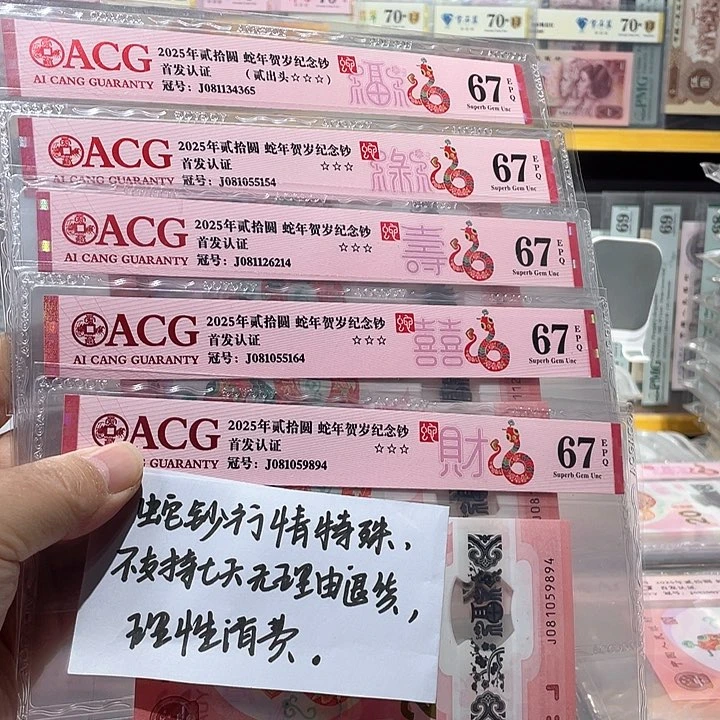 70
70
ACG
AI CANG GUARANTY
2025年贰拾圆 蛇年贺岁纪念钞
首发认证 (贰出头☆☆☆)
冠号: J081134365
福
67
EPQ
Superb Gem Unc
ACG
AI CANG GUARANTY
2025年贰拾圆 蛇年贺岁纪念钞
首发认证 ☆☆☆
冠号: J081055154
祿
67
EPQ
Superb Gem Unc
ACG
AI CANG GUARANTY
2025年贰拾圆 蛇年贺岁纪念钞
首发认证 ☆☆☆
冠号: J081126214
壽
67
EPQ
Superb Gem Unc
ACG
AI CANG GUARANTY
2025年贰拾圆 蛇年贺岁纪念钞
首发认证 ☆☆☆
冠号: J081055164
囍
67
EPQ
Superb Gem Unc
ACG
GUARANTY
2025年贰拾圆 蛇年贺岁纪念钞
首发认证 ☆☆☆
冠号: J081059894
財
67
EPQ
Superb Gem Unc
蛇钞行情特殊,
不支持七天无理由退货,
理性消费.
J081059894
PMG
69
69